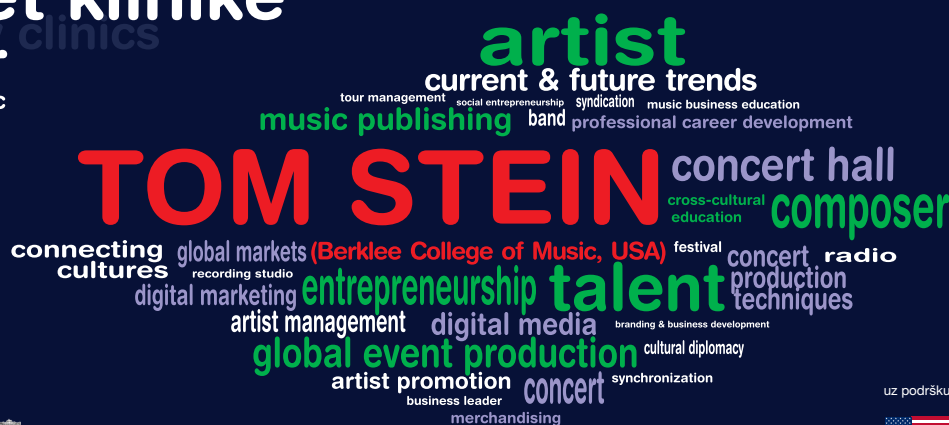 et klinike
clinics
artist
current & future trends
tour management social entrepreneurship syndication music business education
music publishing band professional career development
TOM STEIN concert hall
cross-cultural education composer
connecting cultures global markets (Berklee College of Music, USA) festival concert radio
recording studio
digital marketing entrepreneurship talent production techniques
artist management digital media branding & business development
global event production cultural diplomacy
artist promotion concert synchronization
business leader
merchandising
uz podršku